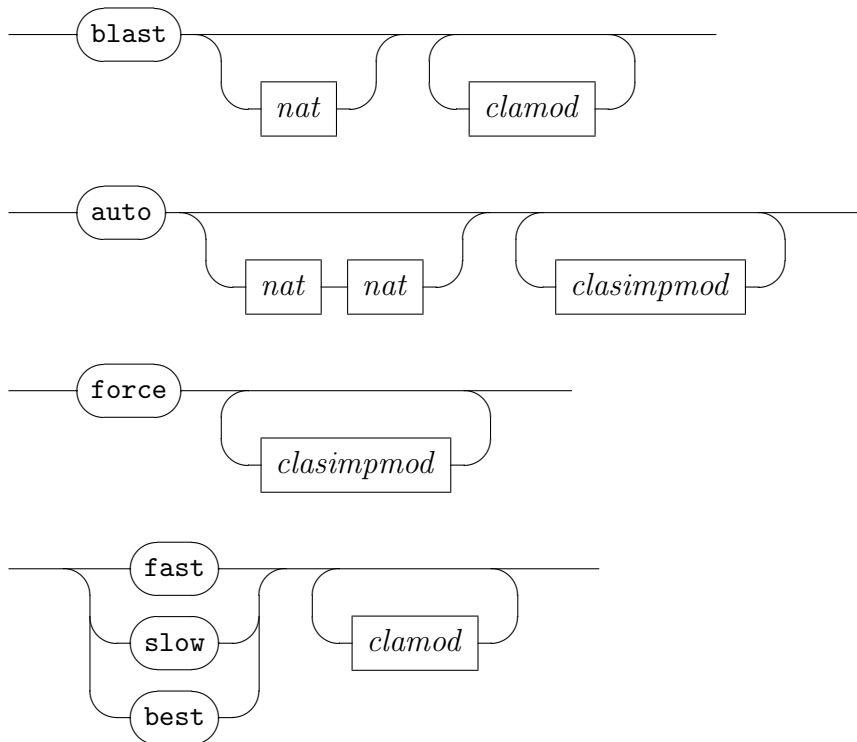 blast
nat
clamod
auto
nat nat
clasimpmod
force
clasimpmod
fast
slow
clamod
best